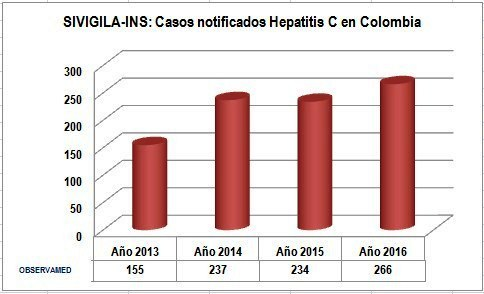 SIVIGILA-INS: Casos notificados Hepatitis C en Colombia
300
250
200
150
100
50
0
Año 2013 Año 2014 Año 2015 Año 2016
OBSERVAMED 155 237 234 266